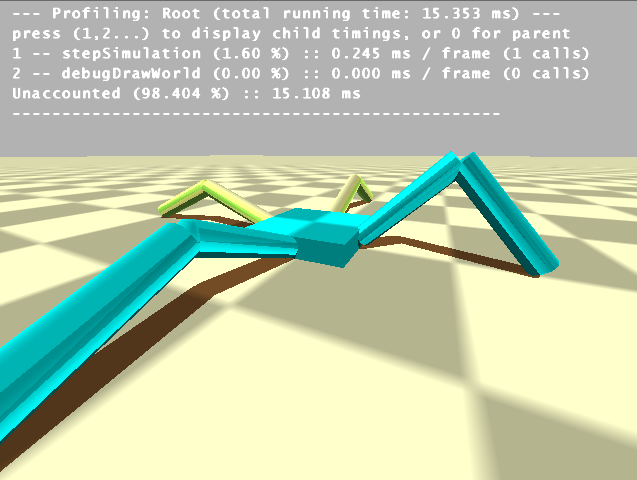 --- Profiling: Root (total running time: 15.353 ms) ---
press (1,2...) to display child timings, or 0 for parent
1 -- stepSimulation (1.60 %) :: 0.245 ms / frame (1 calls)
2 -- debugDrawWorld (0.00 %) :: 0.000 ms / frame (0 calls)
Unaccounted (98.404 %) :: 15.108 ms
-------------------------------------------------